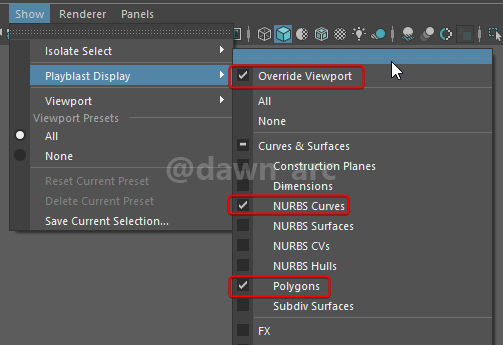 Show
Renderer
Panels
Isolate Select
Playblast Display
Viewport
Viewport Presets
All
None
Reset Current Preset
Delete Current Preset
Save Current Selection...
Override Viewport
All
None
Curves & Surfaces
Construction Planes
Dimensions
NURBS Curves
NURBS Surfaces
NURBS CVs
NURBS Hulls
Polygons
Subdiv Surfaces
FX
@dawn_arc